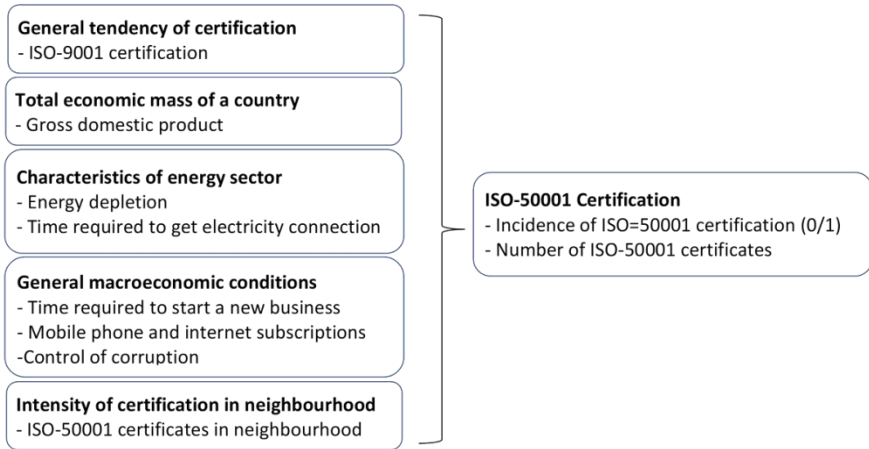 General tendency of certification
- ISO-9001 certification
Total economic mass of a country
- Gross domestic product
Characteristics of energy sector
- Energy depletion
- Time required to get electricity connection
General macroeconomic conditions
- Time required to start a new business
- Mobile phone and internet subscriptions
-Control of corruption
Intensity of certification in neighbourhood
- ISO-50001 certificates in neighbourhood
ISO-50001 Certification
- Incidence of ISO=50001 certification (0/1)
- Number of ISO-50001 certificates